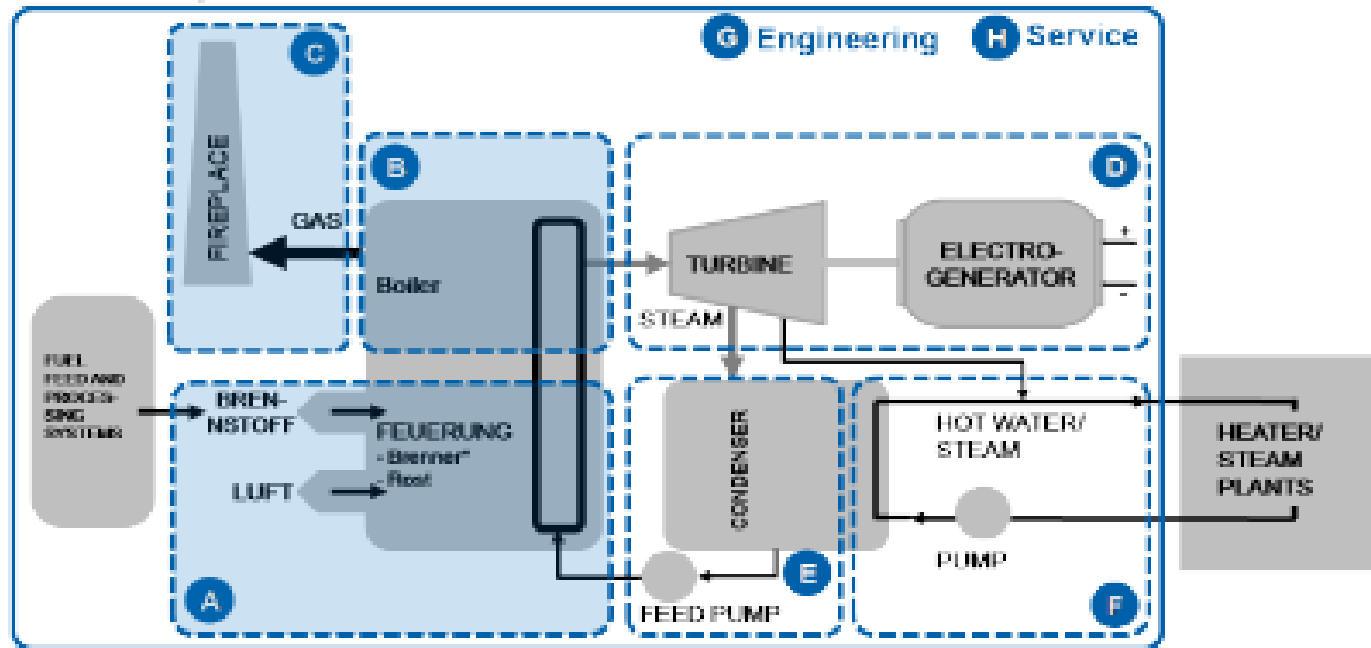 G Engineering
H Service
C
FIREPLACE
GAS
B
Boiler
D
TURBINE
ELECTRO-
GENERATOR
+
-
STEAM
FUEL
FEED AND
PROCES-
SING
SYSTEMS
BREN-
NSTOFF
LUFT
FEUERUNG
- Brenner*
- Rost
A
CONDENSER
E
FEED PUMP
HOT WATER/
STEAM
PUMP
F
HEATER/
STEAM
PLANTS